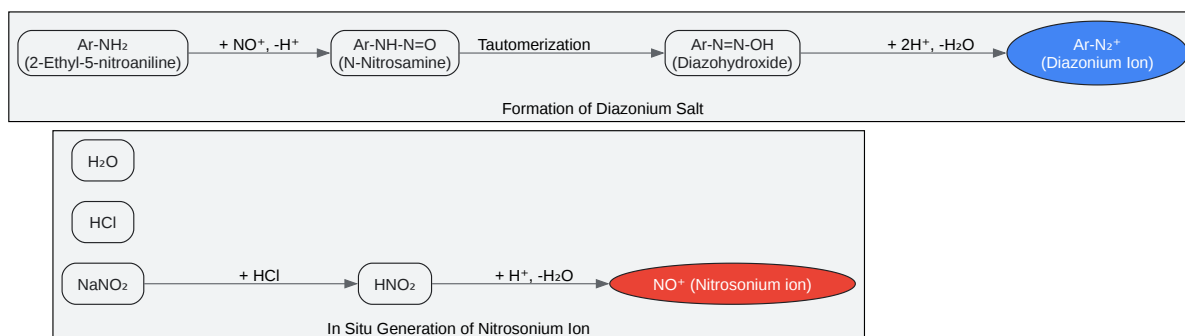 Ar-NH₂
(2-Ethyl-5-nitroaniline)
+ NO⁺, -H⁺
Ar-NH-N=O
(N-Nitrosamine)
Tautomerization
Ar-N=N-OH
(Diazohydroxide)
+ 2H⁺, -H₂O
Ar-N₂⁺
(Diazonium Ion)
Formation of Diazonium Salt
H₂O
HCl
NaNO₂
+ HCl
HNO₂
+ H⁺, -H₂O
NO⁺ (Nitrosonium ion)
In Situ Generation of Nitrosonium Ion